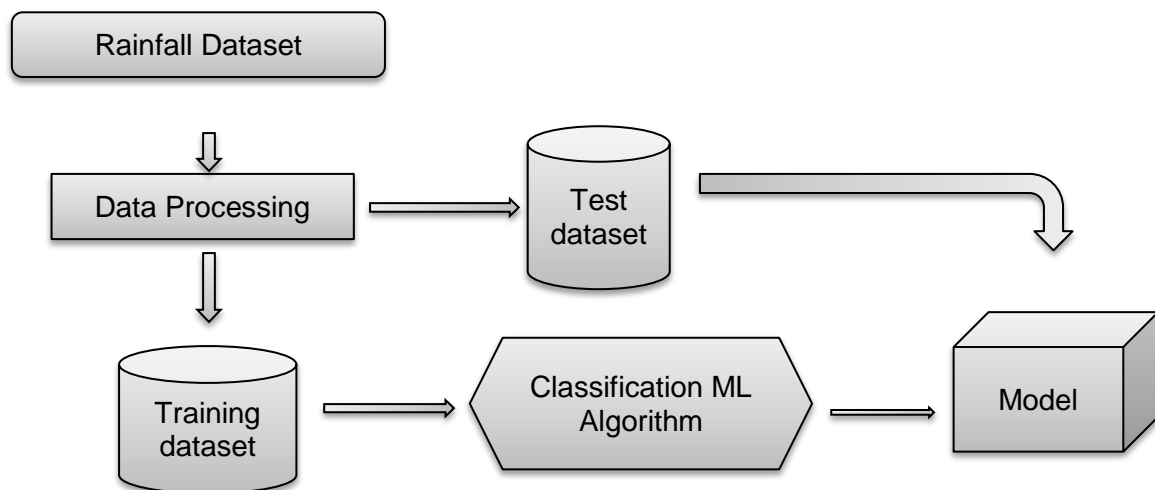 Rainfall Dataset
Data Processing
Test
dataset
Training
dataset
Classification ML
Algorithm
Model